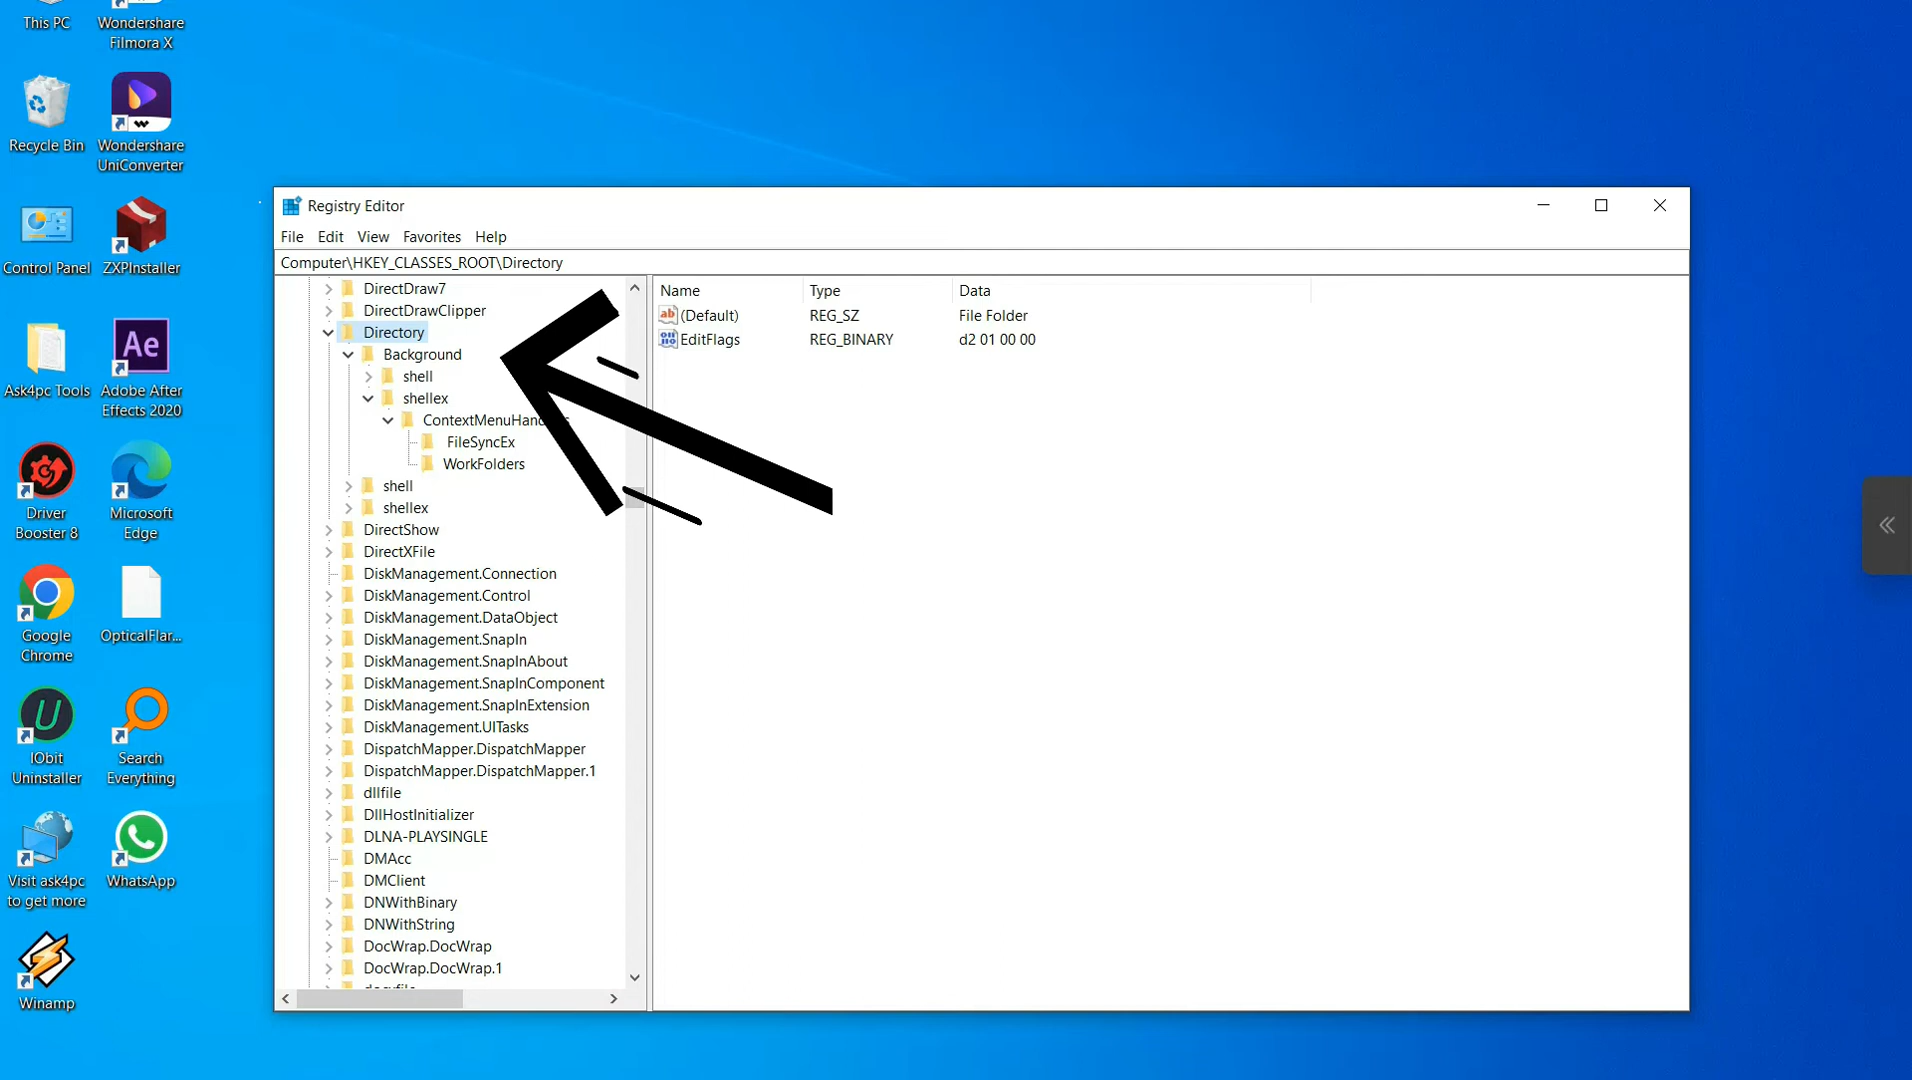 This PC
Wondershare
Filmora X
Recycle Bin
Wondershare
UniConverter
Control Panel
ZXPInstaller
Ask4pc Tools
Ae
Adobe After
Effects 2020
Driver
Booster 8
Microsoft
Edge
Google
Chrome
OpticalFlar...
IObit
Uninstaller
Search
Everything
Visit ask4pc
to get more
WhatsApp
Winamp
Registry Editor
File Edit View Favorites Help
Computer\HKEY_CLASSES_ROOT\Directory
DirectDraw7
DirectDrawClipper
Directory
Background
shell
shellex
ContextMenuHan
FileSyncEx
WorkFolders
shell
shellex
DirectShow
DirectXFile
DiskManagement.Connection
DiskManagement.Control
DiskManagement.DataObject
DiskManagement.SnapIn
DiskManagement.SnapInAbout
DiskManagement.SnapInComponent
DiskManagement.SnapInExtension
DiskManagement.UITasks
DispatchMapper.DispatchMapper
DispatchMapper.DispatchMapper.1
dllfile
DllHostInitializer
DLNA-PLAYSINGLE
DMAcc
DMClient
DNWithBinary
DNWithString
DocWrap.DocWrap
DocWrap.DocWrap.1
Name Type Data
(Default) REG_SZ File Folder
EditFlags REG_BINARY d2 01 00 00